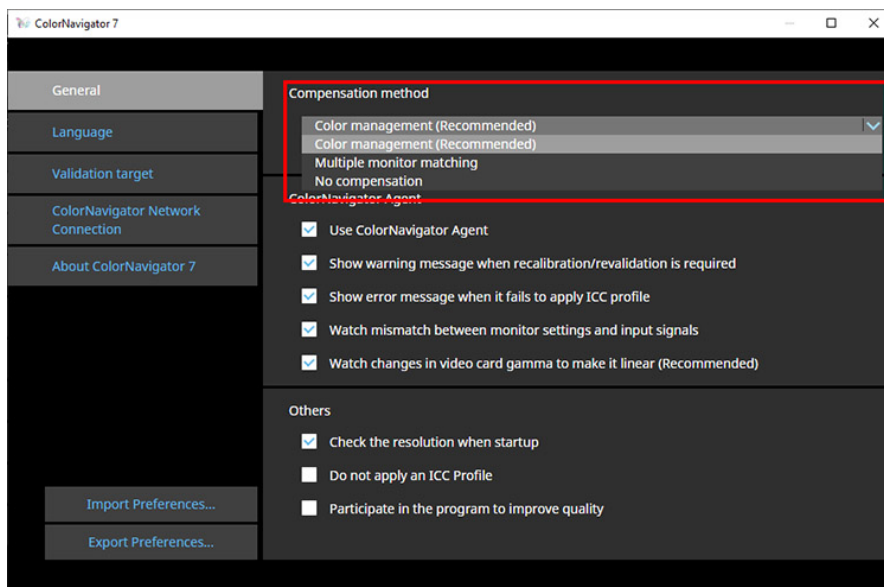 ColorNavigator 7
General
Language
Validation target
ColorNavigator Network
Connection
About ColorNavigator 7
Import Preferences...
Export Preferences...
Compensation method
Color management (Recommended)
Color management (Recommended)
Multiple monitor matching
No compensation
ColorNavigator Agent
Use ColorNavigator Agent
Show warning message when recalibration/revalidation is required
Show error message when it fails to apply ICC profile
Watch mismatch between monitor settings and input signals
Watch changes in video card gamma to make it linear (Recommended)
Others
Check the resolution when startup
Do not apply an ICC Profile
Participate in the program to improve quality